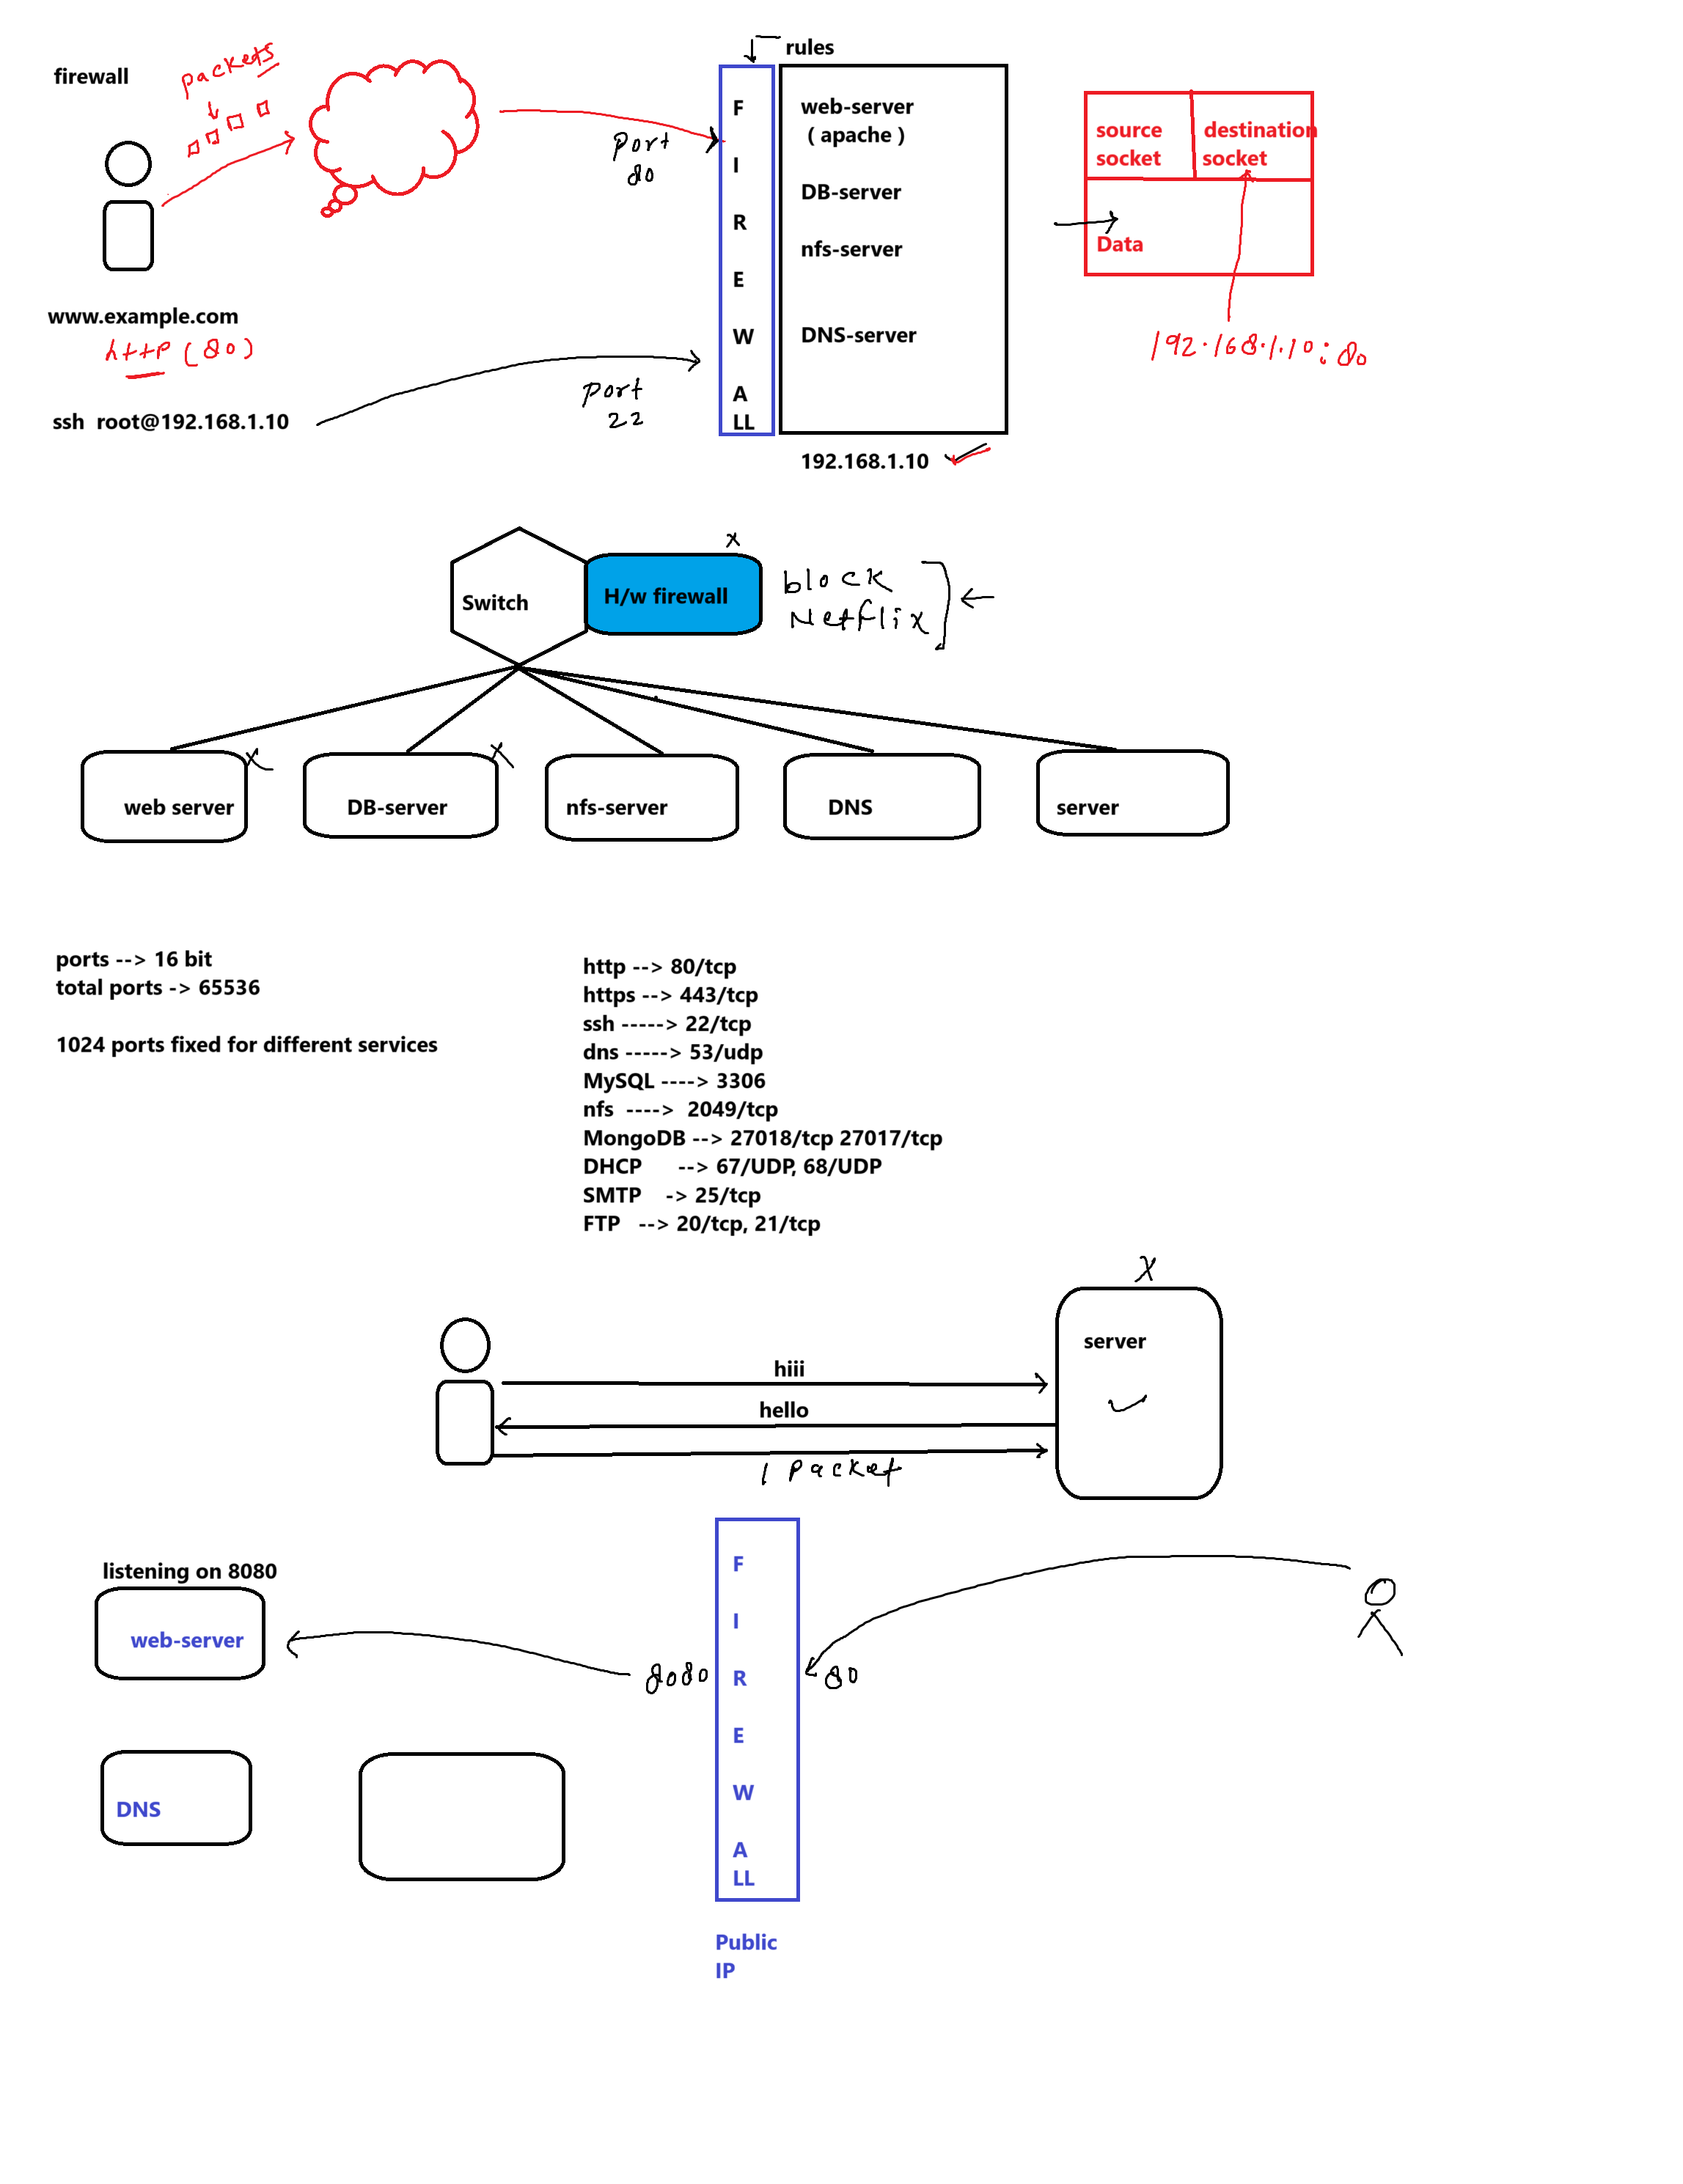 firewall
packets
rules
F
I
R
E
W
A
LL
web-server
( apache )
DB-server
nfs-server
DNS-server
192.168.1.10
Port
80
source
socket
destination
socket
Data
192.168.1.10:80
www.example.com
http (80)
ssh  root@192.168.1.10
Port
22
Switch
H/w firewall
x
block
Netflix
x
x
web server
DB-server
nfs-server
DNS
server
ports --> 16 bit
total ports -> 65536
1024 ports fixed for different services
http --> 80/tcp
https --> 443/tcp
ssh -----> 22/tcp
dns -----> 53/udp
MySQL ----> 3306
nfs  ---->  2049/tcp
MongoDB --> 27018/tcp 27017/tcp
DHCP      --> 67/UDP, 68/UDP
SMTP    -> 25/tcp
FTP   --> 20/tcp, 21/tcp
x
server
hiii
hello
1 Packet
listening on 8080
web-server
8080
F
I
R
E
W
A
LL
80
DNS
Public
IP